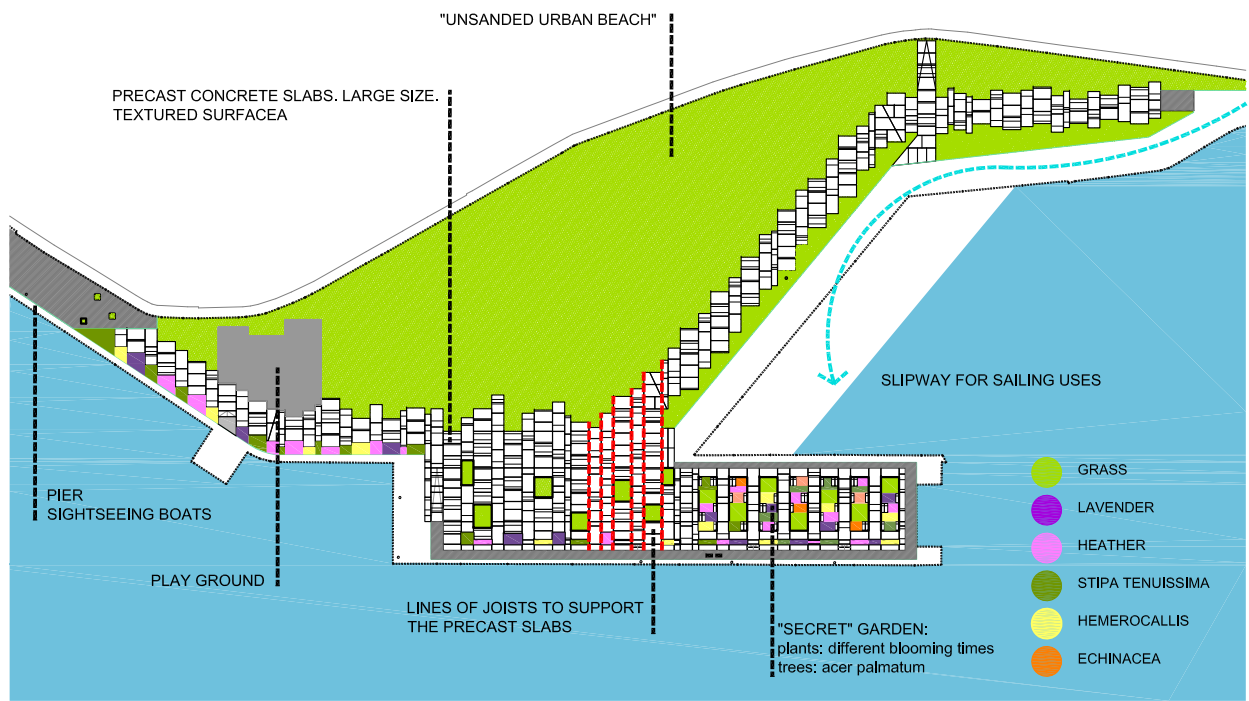 "UNSANDED URBAN BEACH"
PRECAST CONCRETE SLABS. LARGE SIZE.
TEXTURED SURFACEA
SLIPWAY FOR SAILING USES
PIER
SIGHTSEEING BOATS
PLAY GROUND
LINES OF JOISTS TO SUPPORT
THE PRECAST SLABS
"SECRET" GARDEN:
plants: different blooming times
trees: acer palmatum
GRASS
LAVENDER
HEATHER
STIPA TENUISSIMA
HEMEROCALLIS
ECHINACEA